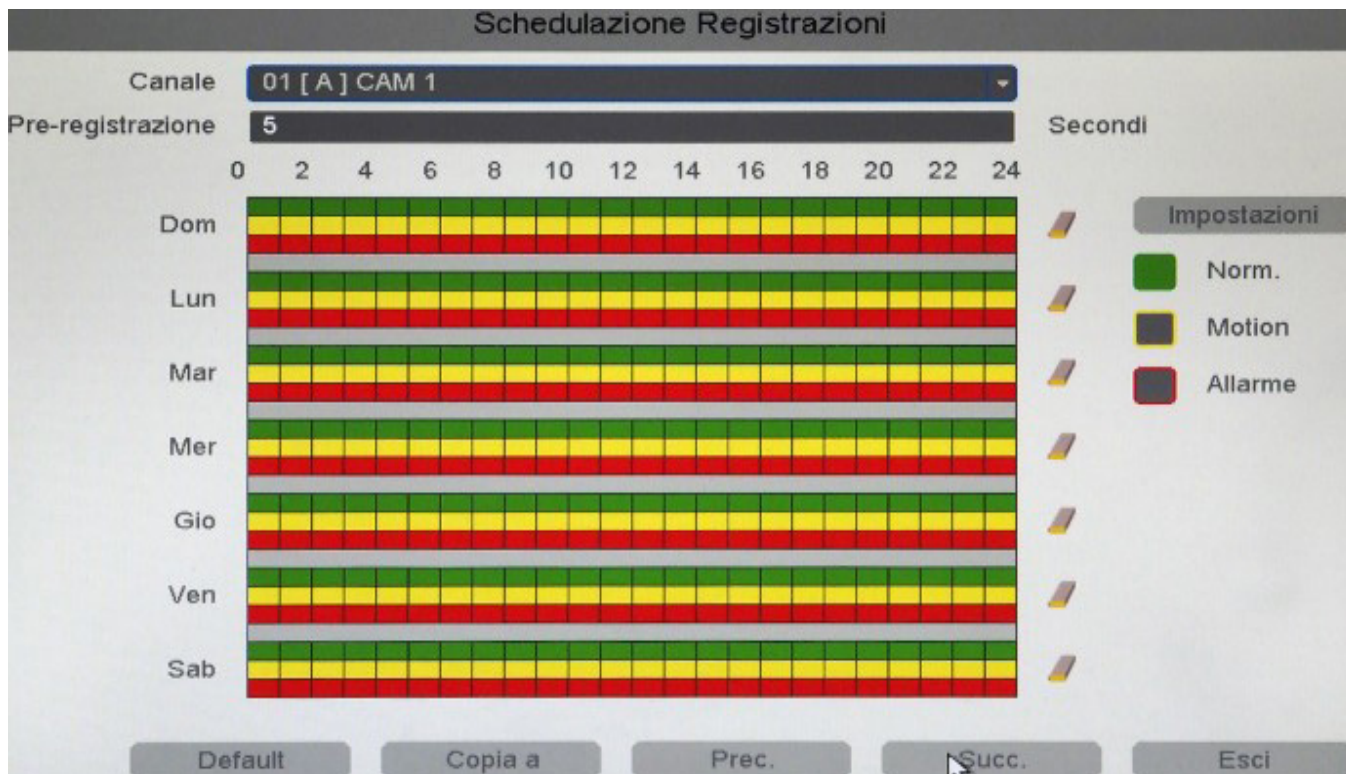 Schedulazione Registrazioni
Canale 01 [ A ] CAM 1
Pre-registrazione 5 Secondi
0 2 4 6 8 10 12 14 16 18 20 22 24
Dom
Impostazioni
Norm.
Lun
Motion
Mar
Allarme
Mer
Gio
Ven
Sab
Default Copia a Prec. Succ. Esci